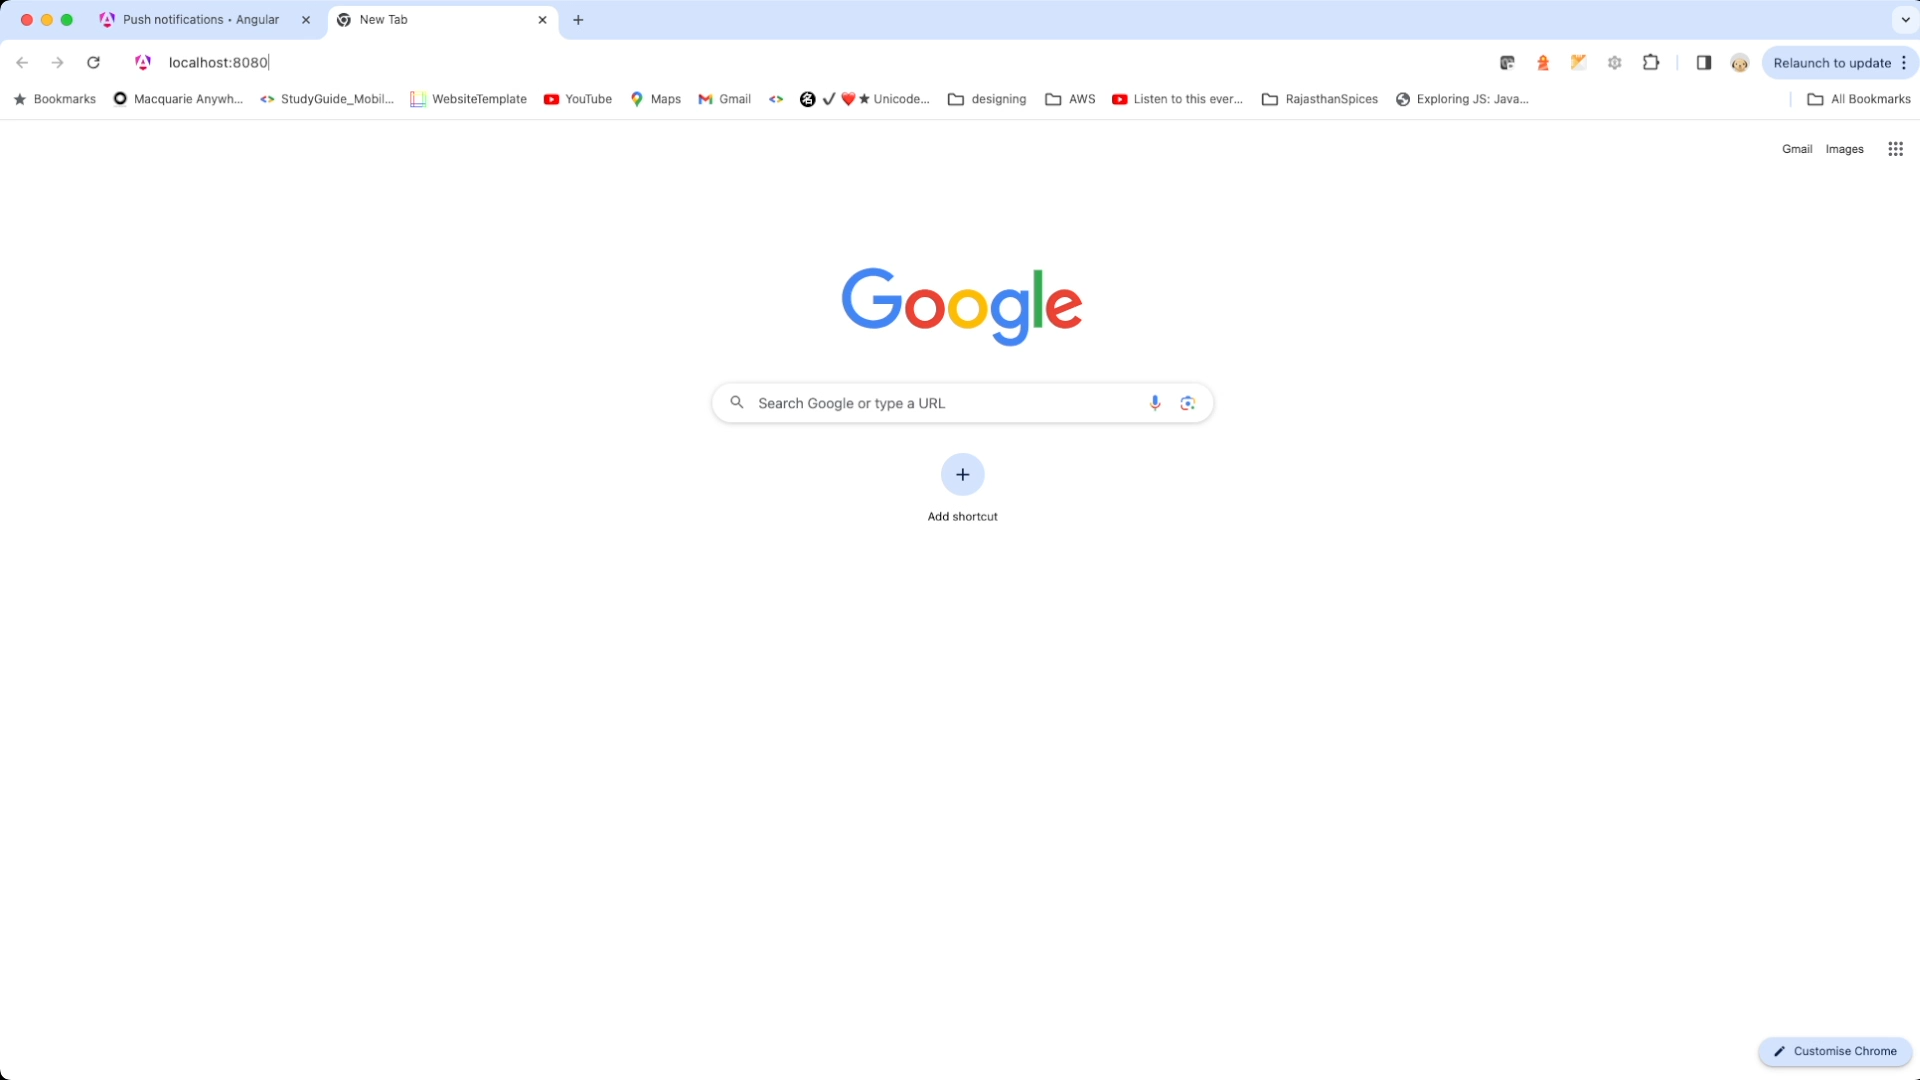 Push notifications • Angular
New Tab
localhost:8080
Relaunch to update
Bookmarks
Macquarie Anywh...
StudyGuide_Mobil...
WebsiteTemplate
YouTube
Maps
Gmail
✓ ❤️ ★ Unicode...
designing
AWS
Listen to this ever...
RajasthanSpices
Exploring JS: Java...
All Bookmarks
Gmail
Images
Google
Search Google or type a URL
Add shortcut
Customise Chrome